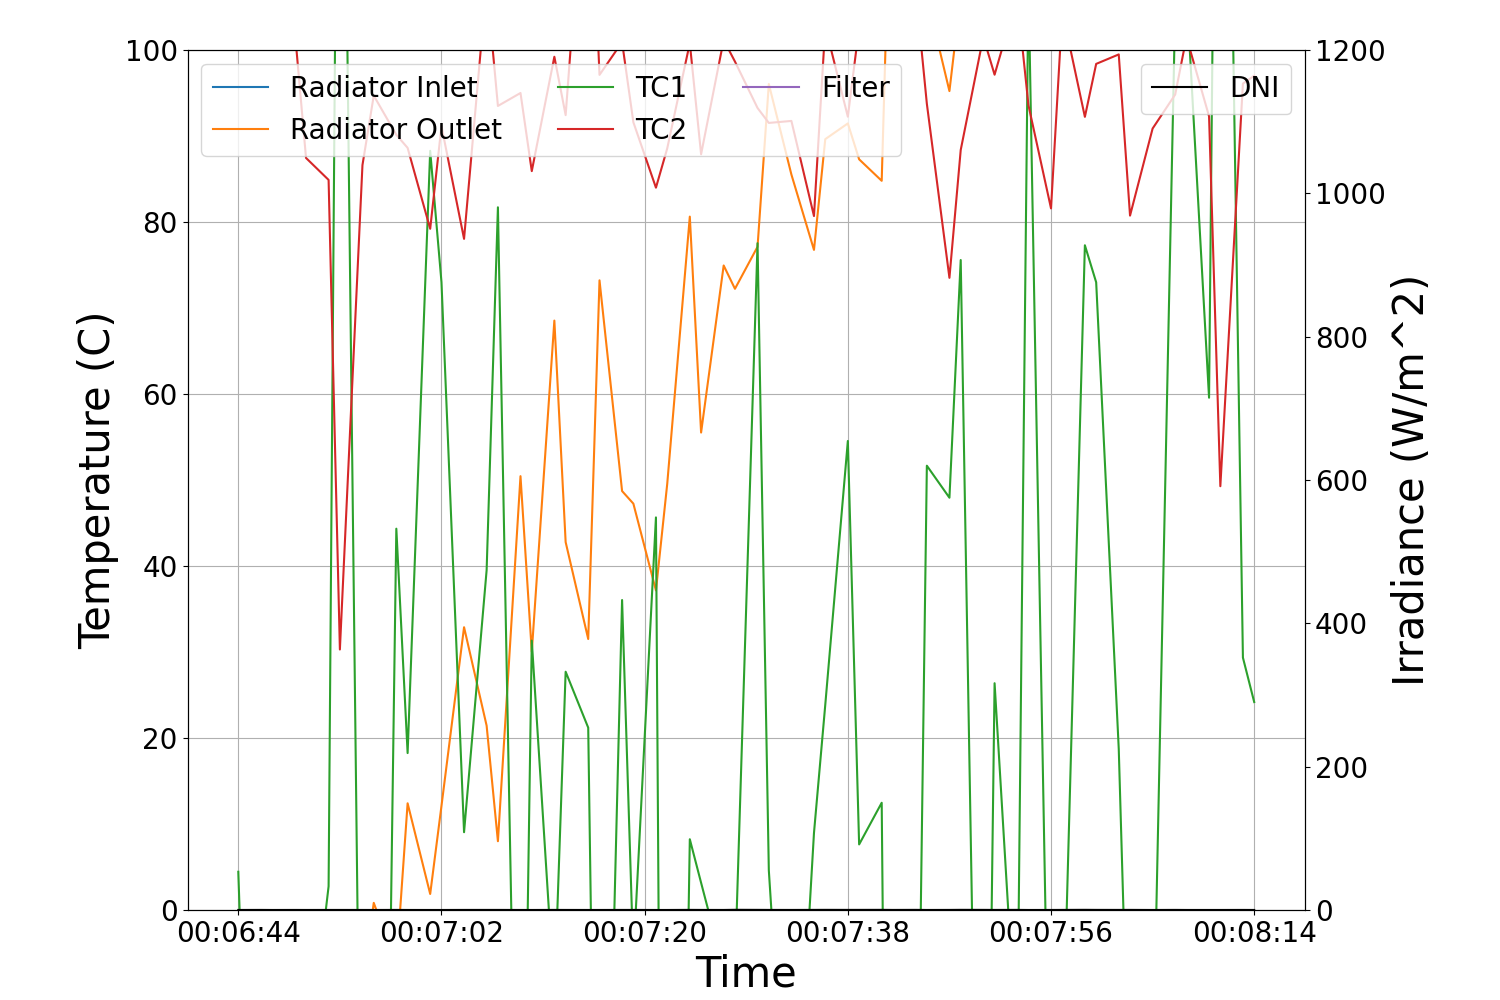 Radiator Inlet
Radiator Outlet
TC1
TC2
Filter
DNI
100
80
60
40
20
0
1200
1000
800
600
400
200
0
Temperature (C)
Irradiance (W/m^2)
00:06:44 00:07:02 00:07:20 00:07:38 00:07:56 00:08:14
Time